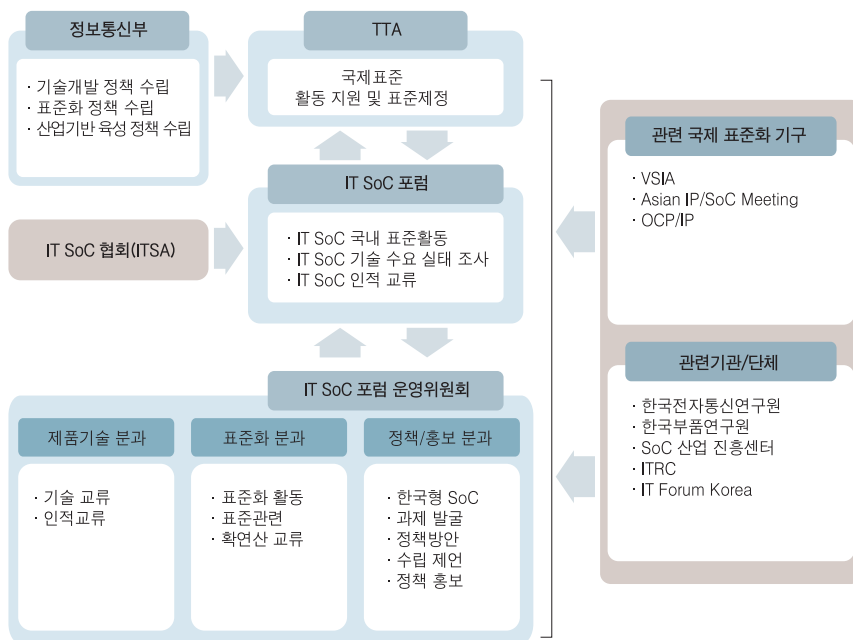 정보통신부
· 기술개발 정책 수립
· 표준화 정책 수립
· 산업기반 육성 정책 수립
TTA
국제표준
활동 지원 및 표준제정
IT SoC 협회(ITSA)
IT SoC 포럼
· IT SoC 국내 표준활동
· IT SoC 기술 수요 실태 조사
· IT SoC 인적 교류
IT SoC 포럼 운영위원회
제품기술 분과
· 기술 교류
· 인적교류
표준화 분과
· 표준화 활동
· 표준관련
· 확연산 교류
정책/홍보 분과
· 한국형 SoC
· 과제 발굴
· 정책방안
· 수립 제언
· 정책 홍보
관련 국제 표준화 기구
· VSIA
· Asian IP/SoC Meeting
· OCP/IP
관련기관/단체
· 한국전자통신연구원
· 한국부품연구원
· SoC 산업 진흥센터
· ITRC
· IT Forum Korea